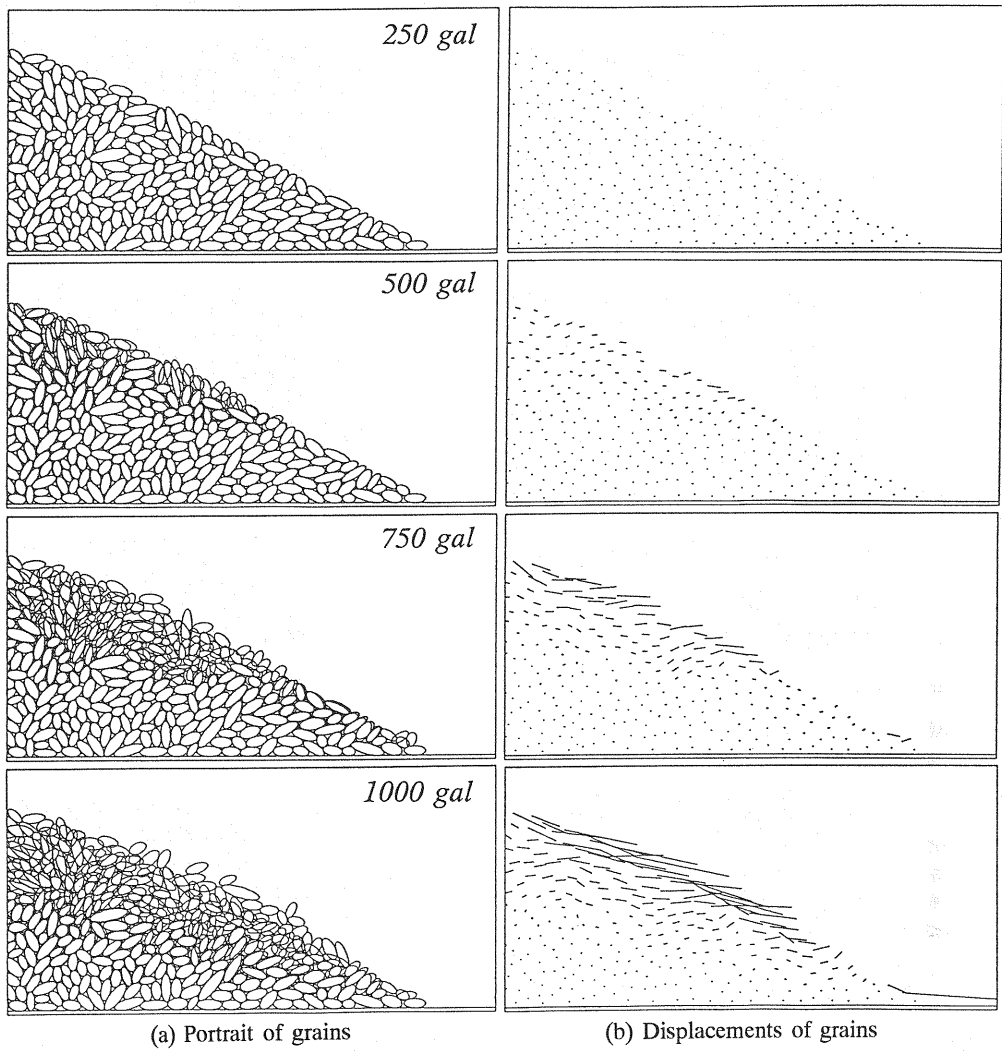 250 gal
500 gal
750 gal
1000 gal
(a) Portrait of grains
(b) Displacements of grains